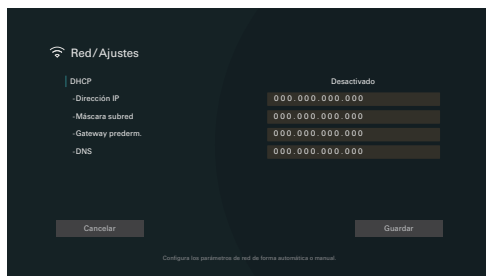 Red/Ajustes
DHCP Desactivado
-Dirección IP 000.000.000.000
-Máscara subred 000.000.000.000
-Gateway prederm. 000.000.000.000
-DNS 000.000.000.000
Cancelar Guardar
Configura los parámetros de red de forma automática o manual.